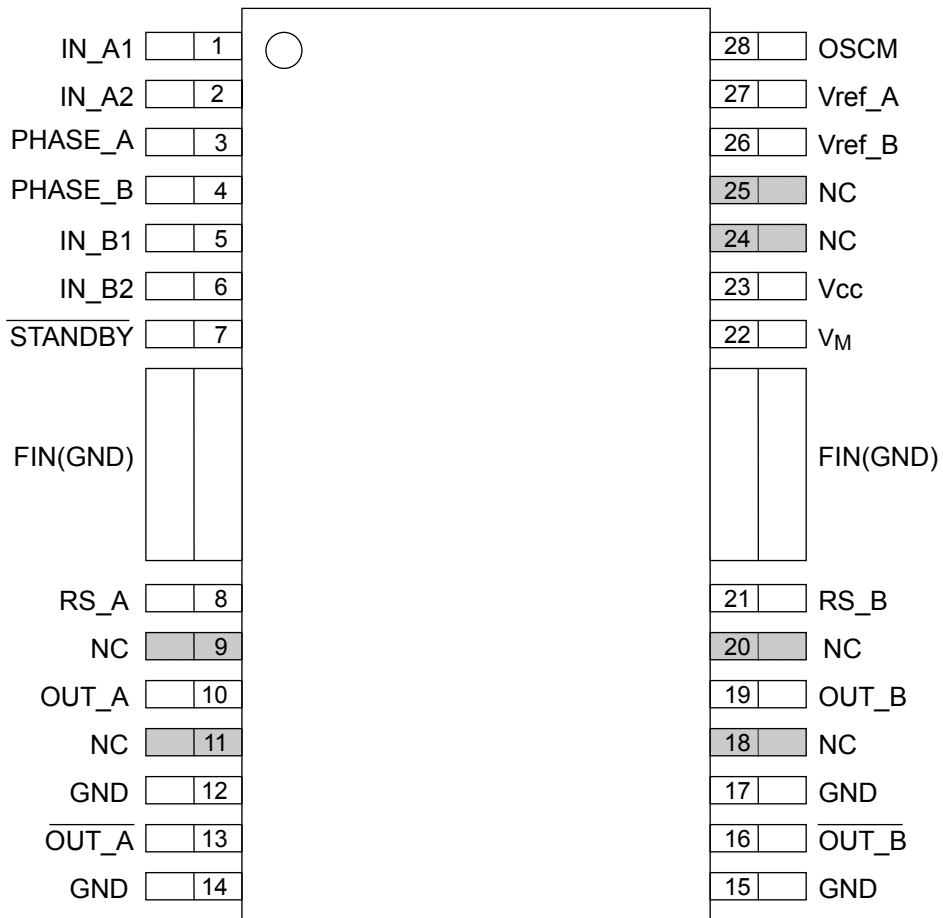 IN_A1 1 28 OSCM
IN_A2 2 27 Vref_A
PHASE_A 3 26 Vref_B
PHASE_B 4 25 NC
IN_B1 5 24 NC
IN_B2 6 23 Vcc
S̅T̅A̅N̅D̅B̅Y̅ 7 22 VM
FIN(GND) FIN(GND)
RS_A 8 21 RS_B
NC 9 20 NC
OUT_A 10 19 OUT_B
NC 11 18 NC
GND 12 17 GND
O̅U̅T̅_̅A̅ 13 16 O̅U̅T̅_̅B̅
GND 14 15 GND